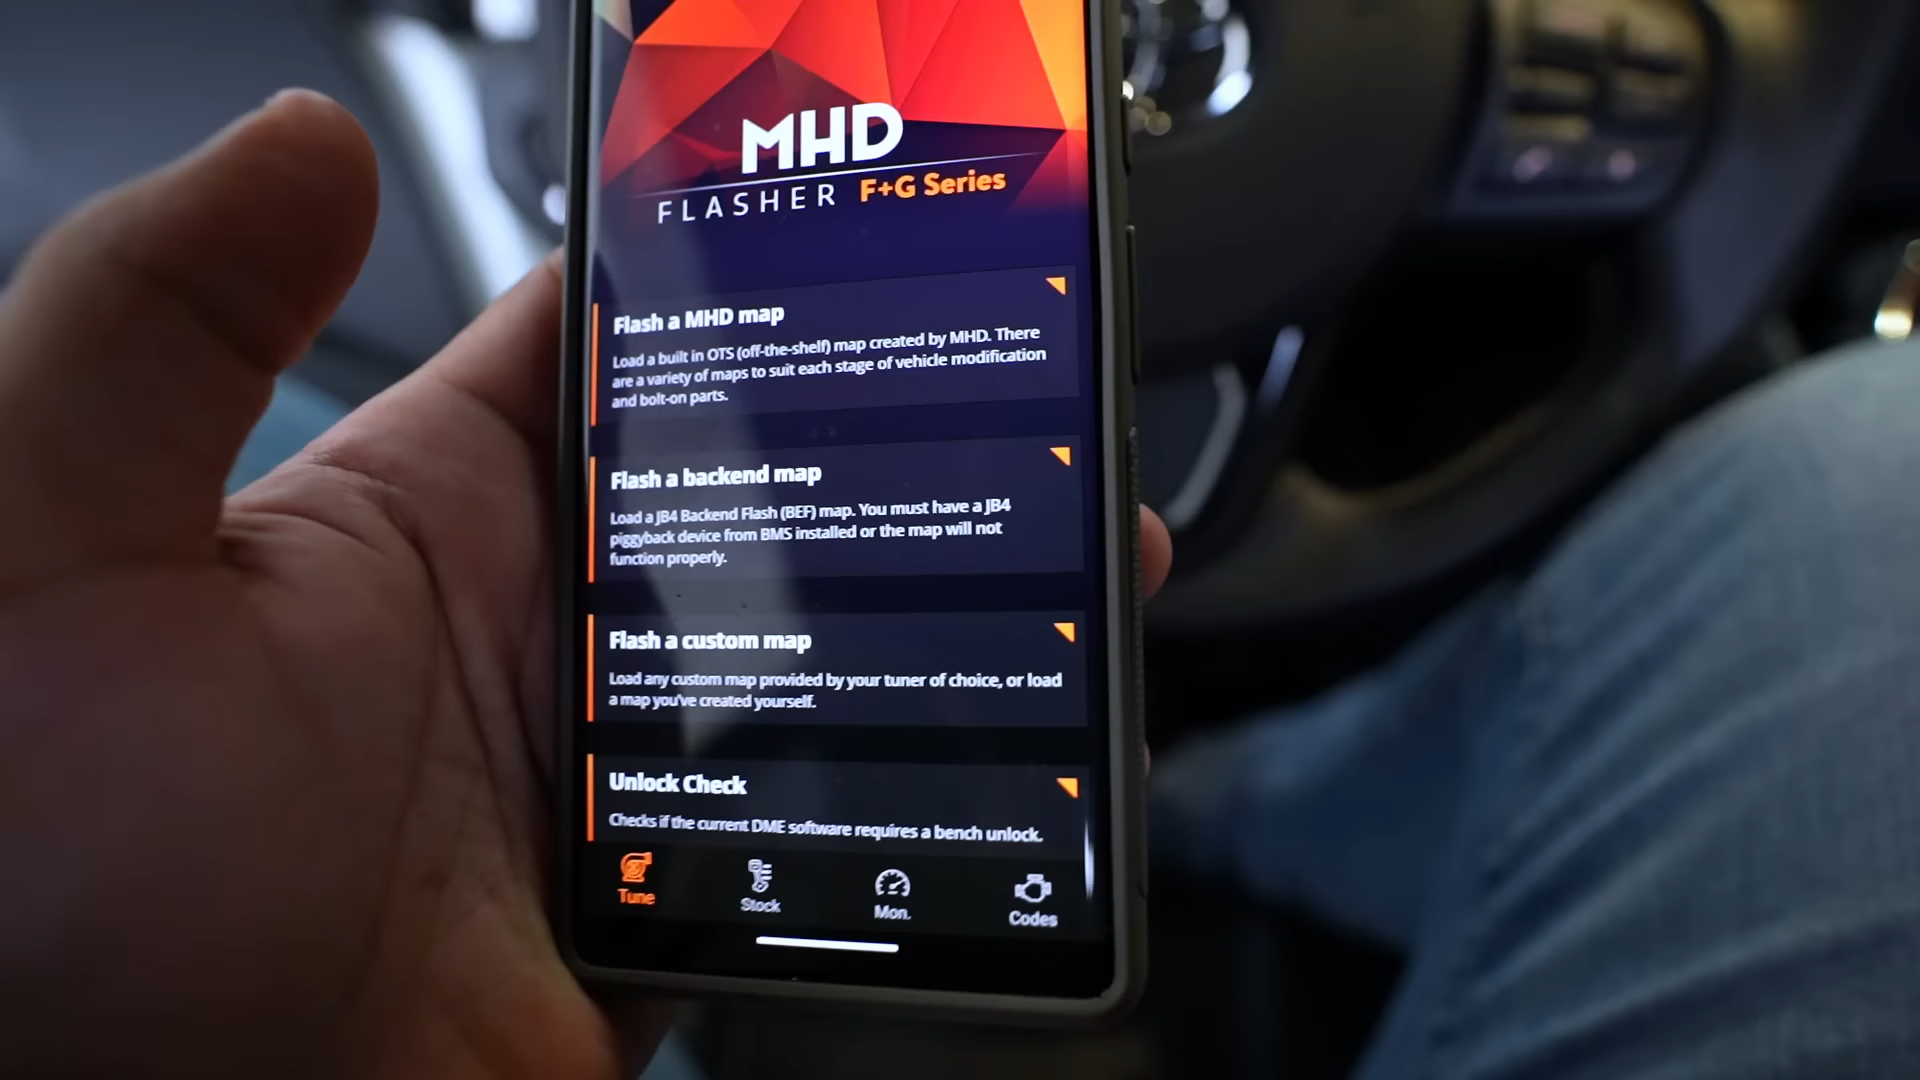 MHD
FLASHER F+G Series
Flash a MHD map
Load a built in OTS (off-the-shelf) map created by MHD. There
are a variety of maps to suit each stage of vehicle modification
and bolt-on parts.
Flash a backend map
Load a JB4 Backend Flash (BEF) map. You must have a JB4
piggyback device from BMS installed or the map will not
function properly.
Flash a custom map
Load any custom map provided by your tuner of choice, or load
a map you've created yourself.
Unlock Check
Checks if the current DME software requires a bench unlock.
Tune Stock Mon. Codes